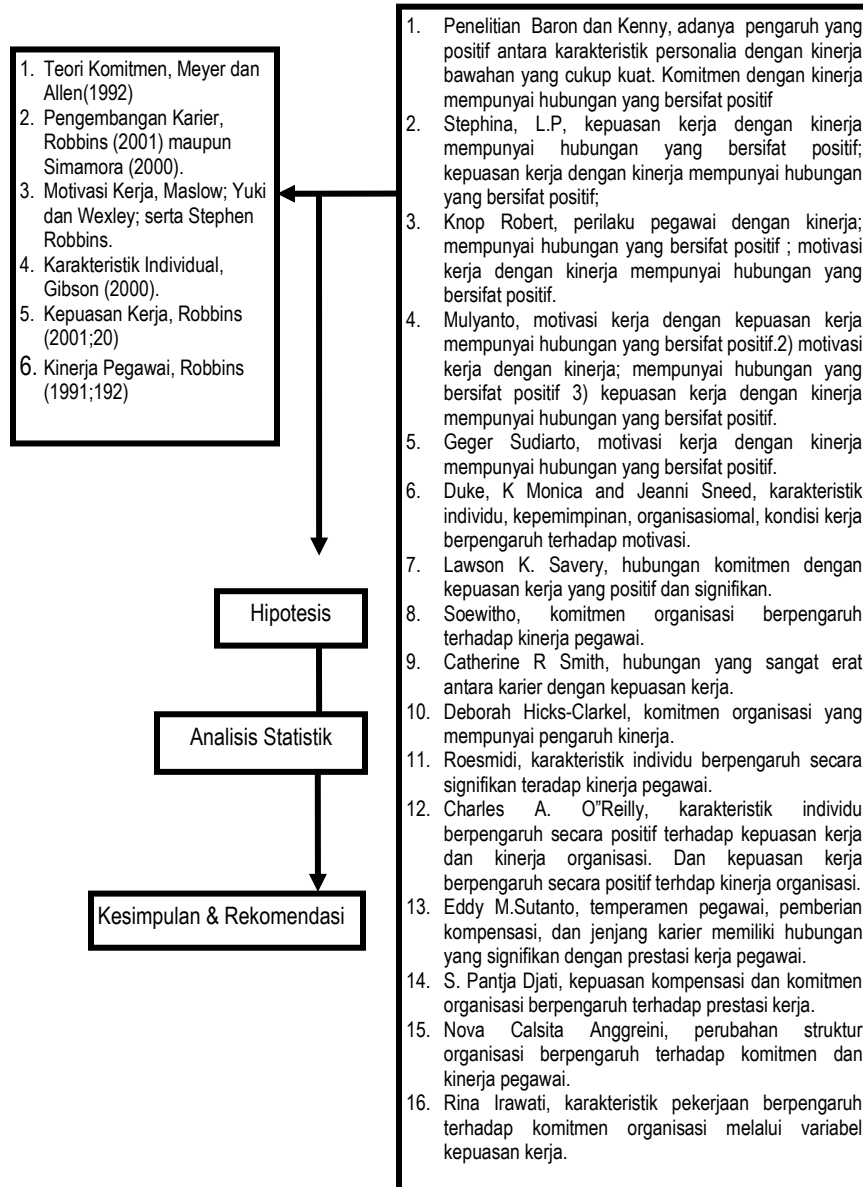 1. Teori Komitmen, Meyer dan
Allen(1992)
2. Pengembangan Karier,
Robbins (2001) maupun
Simamora (2000).
3. Motivasi Kerja, Maslow; Yuki
dan Wexley; serta Stephen
Robbins.
4. Karakteristik Individual,
Gibson (2000).
5. Kepuasan Kerja, Robbins
(2001;20)
6. Kinerja Pegawai, Robbins
(1991;192)
Hipotesis
Analisis Statistik
Kesimpulan & Rekomendasi
1. Penelitian Baron dan Kenny, adanya pengaruh yang
positif antara karakteristik personalia dengan kinerja
bawahan yang cukup kuat. Komitmen dengan kinerja
mempunyai hubungan yang bersifat positif
2. Stephina, L.P, kepuasan kerja dengan kinerja
mempunyai hubungan yang bersifat positif;
kepuasan kerja dengan kinerja mempunyai hubungan
yang bersifat positif;
3. Knop Robert, perilaku pegawai dengan kinerja;
mempunyai hubungan yang bersifat positif ; motivasi
kerja dengan kinerja mempunyai hubungan yang
bersifat positif.
4. Mulyanto, motivasi kerja dengan kepuasan kerja
mempunyai hubungan yang bersifat positif.2) motivasi
kerja dengan kinerja; mempunyai hubungan yang
bersifat positif 3) kepuasan kerja dengan kinerja
mempunyai hubungan yang bersifat positif.
5. Geger Sudiarto, motivasi kerja dengan kinerja
mempunyai hubungan yang bersifat positif.
6. Duke, K Monica and Jeanni Sneed, karakteristik
individu, kepemimpinan, organisasiomal, kondisi kerja
berpengaruh terhadap motivasi.
7. Lawson K. Savery, hubungan komitmen dengan
kepuasan kerja yang positif dan signifikan.
8. Soewitho, komitmen organisasi berpengaruh
terhadap kinerja pegawai.
9. Catherine R Smith, hubungan yang sangat erat
antara karier dengan kepuasan kerja.
10. Deborah Hicks-Clarkel, komitmen organisasi yang
mempunyai pengaruh kinerja.
11. Roesmidi, karakteristik individu berpengaruh secara
signifikan teradap kinerja pegawai.
12. Charles A. O"Reilly, karakteristik individu
berpengaruh secara positif terhadap kepuasan kerja
dan kinerja organisasi. Dan kepuasan kerja
berpengaruh secara positif terhdap kinerja organisasi.
13. Eddy M.Sutanto, temperamen pegawai, pemberian
kompensasi, dan jenjang karier memiliki hubungan
yang signifikan dengan prestasi kerja pegawai.
14. S. Pantja Djati, kepuasan kompensasi dan komitmen
organisasi berpengaruh terhadap prestasi kerja.
15. Nova Calsita Anggreini, perubahan struktur
organisasi berpengaruh terhadap komitmen dan
kinerja pegawai.
16. Rina Irawati, karakteristik pekerjaan berpengaruh
terhadap komitmen organisasi melalui variabel
kepuasan kerja.